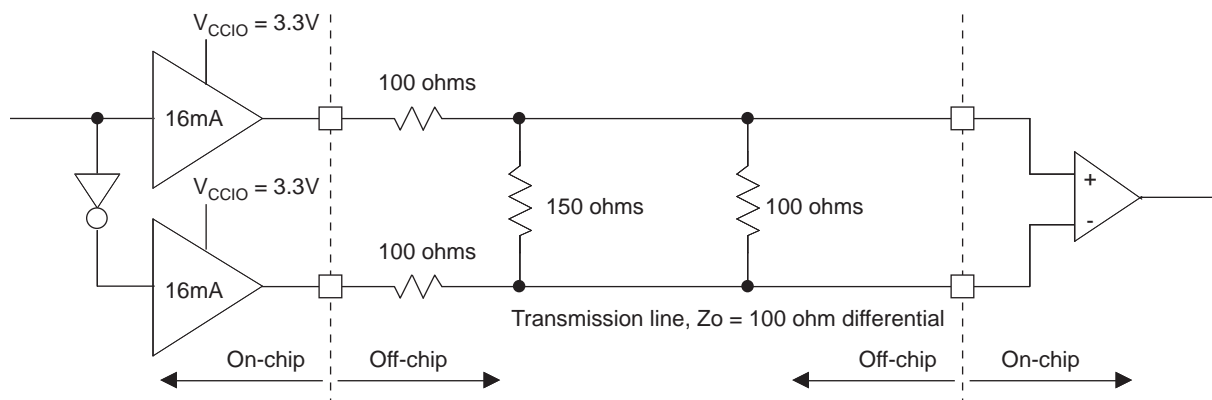 VCCIO = 3.3V
100 ohms
16mA
VCCIO = 3.3V
150 ohms
100 ohms
+
-
100 ohms
16mA
Transmission line, Zo = 100 ohm differential
On-chip
Off-chip
Off-chip
On-chip